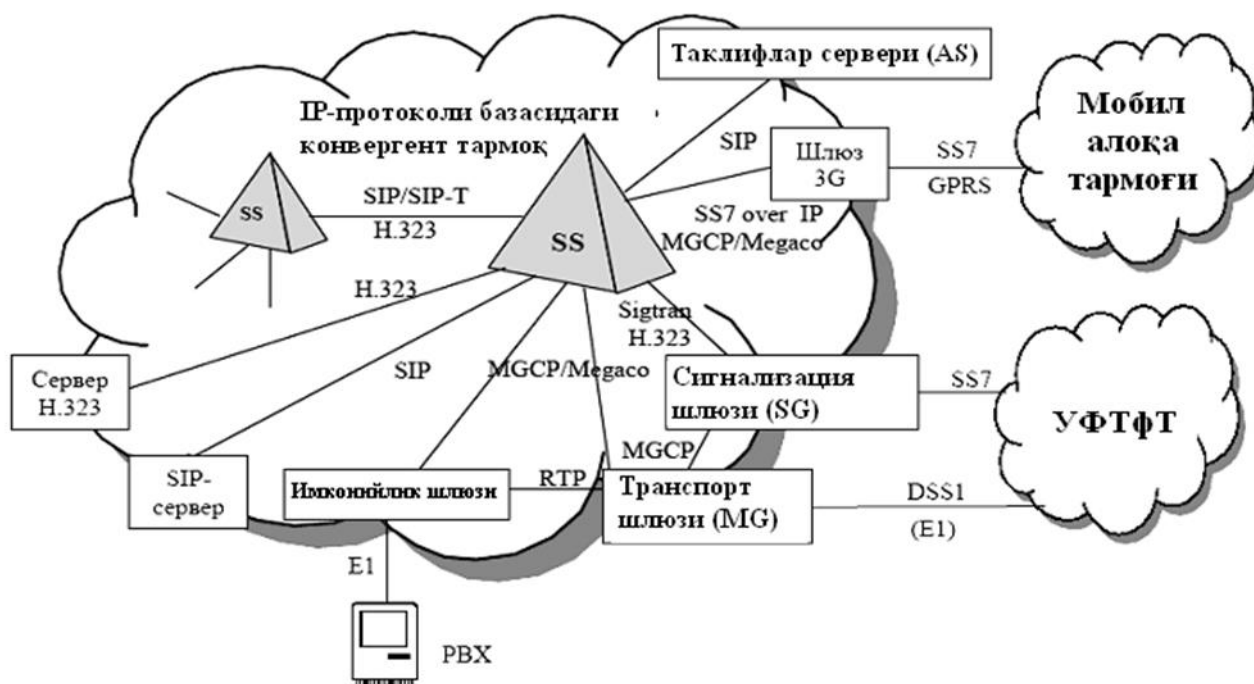 Таклифлар сервери (AS)
IP-протоколи базасидаги
конвергент тармоқ
Мобил
алоқа
тармоғи
SIP
Шлюз
3G
SS7
GPRS
SS
SIP/SIP-T
H.323
SS
SS7 over IP
MGCP/Megaco
H.323
Sigtran
H.323
Сервер
H.323
SIP
MGCP/Megaco
Сигнализация
шлюзи (SG)
SS7
УФТфТ
MGCP
SIP-
сервер
Имконийлик шлюзи
RTP
Транспорт
шлюзи (MG)
DSS1
(E1)
E1
PBX